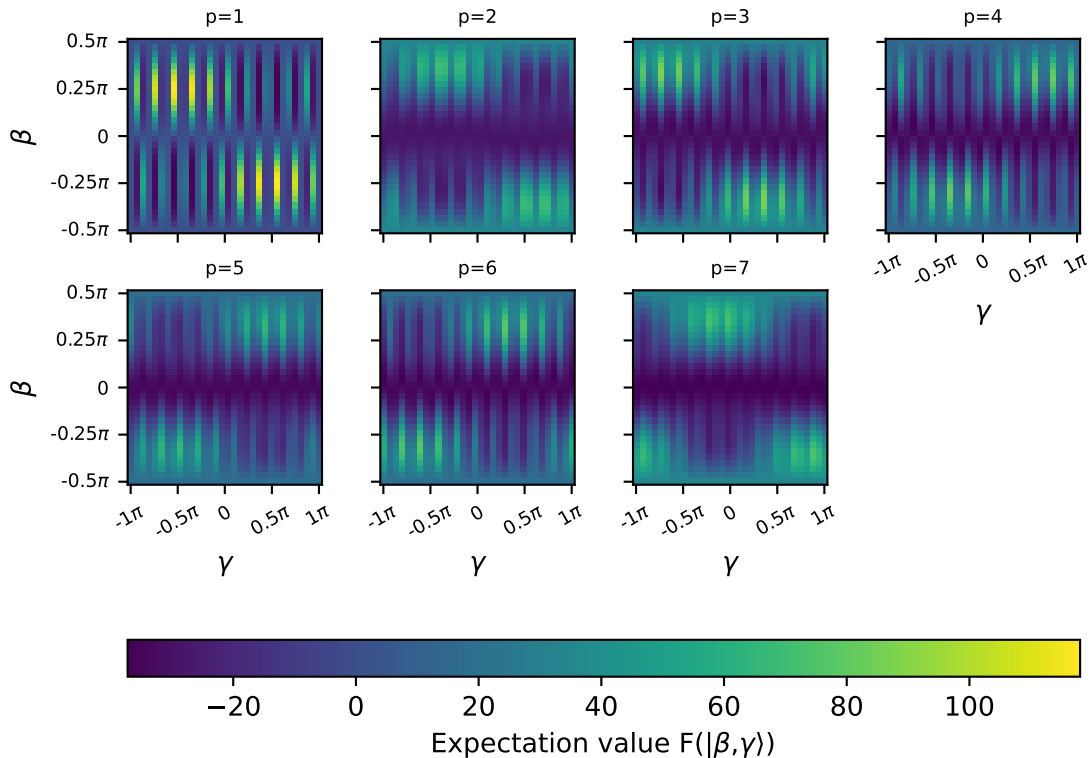 p=1 p=2 p=3 p=4
0.5π
0.25π
0
-0.25π
-0.5π
β
-1π -0.5π 0 0.5π 1π
γ
p=5 p=6 p=7
0.5π
0.25π
0
-0.25π
-0.5π
β
-1π -0.5π 0 0.5π 1π -1π -0.5π 0 0.5π 1π -1π -0.5π 0 0.5π 1π
γ γ γ
−20 0 20 40 60 80 100
Expectation value F(|β,γ⟩)